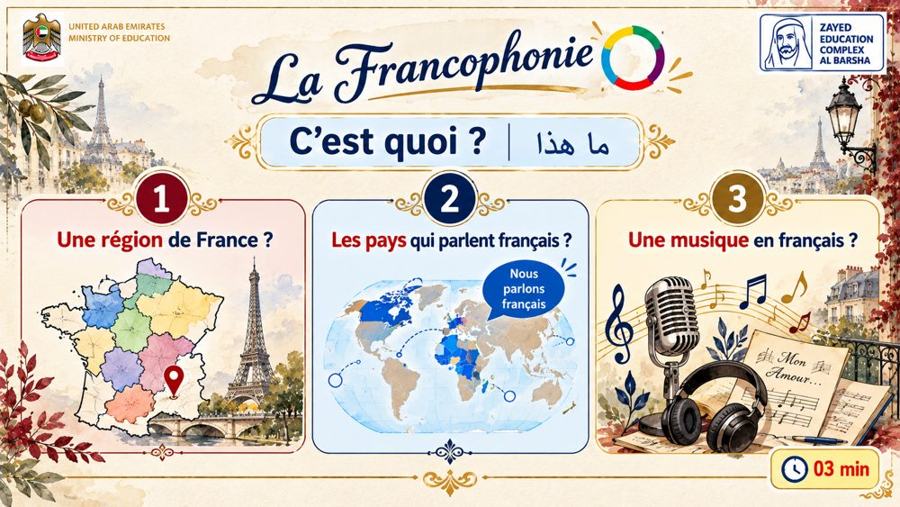 UNITED ARAB EMIRATES
MINISTRY OF EDUCATION
ZAYED
EDUCATION
COMPLEX
AL BARSHA
La Francophonie
C'est quoi ? | ما هذا
1
Une région de France ?
2
Les pays qui parlent français ?
Nous
parlons
français
3
Une musique en français ?
Mon
Amour...
03 min